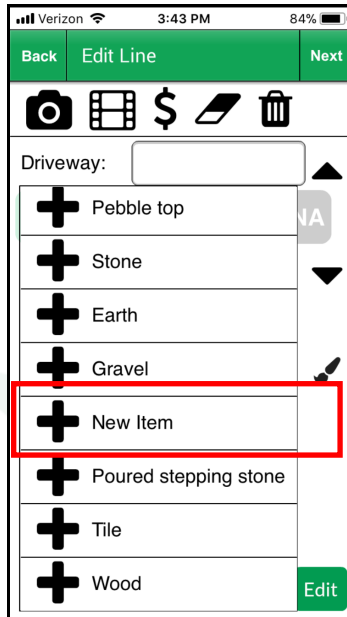 Verizon 3:43 PM 84%
Back Edit Line Next
$
Driveway:
Pebble top
NA
Stone
Earth
Gravel
New Item
Poured stepping stone
Tile
Wood
Edit